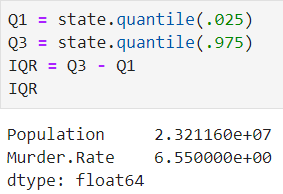 Q1 = state.quantile(.025)
Q3 = state.quantile(.975)
IQR = Q3 - Q1
IQR
Population     2.321160e+07
Murder.Rate    6.550000e+00
dtype: float64